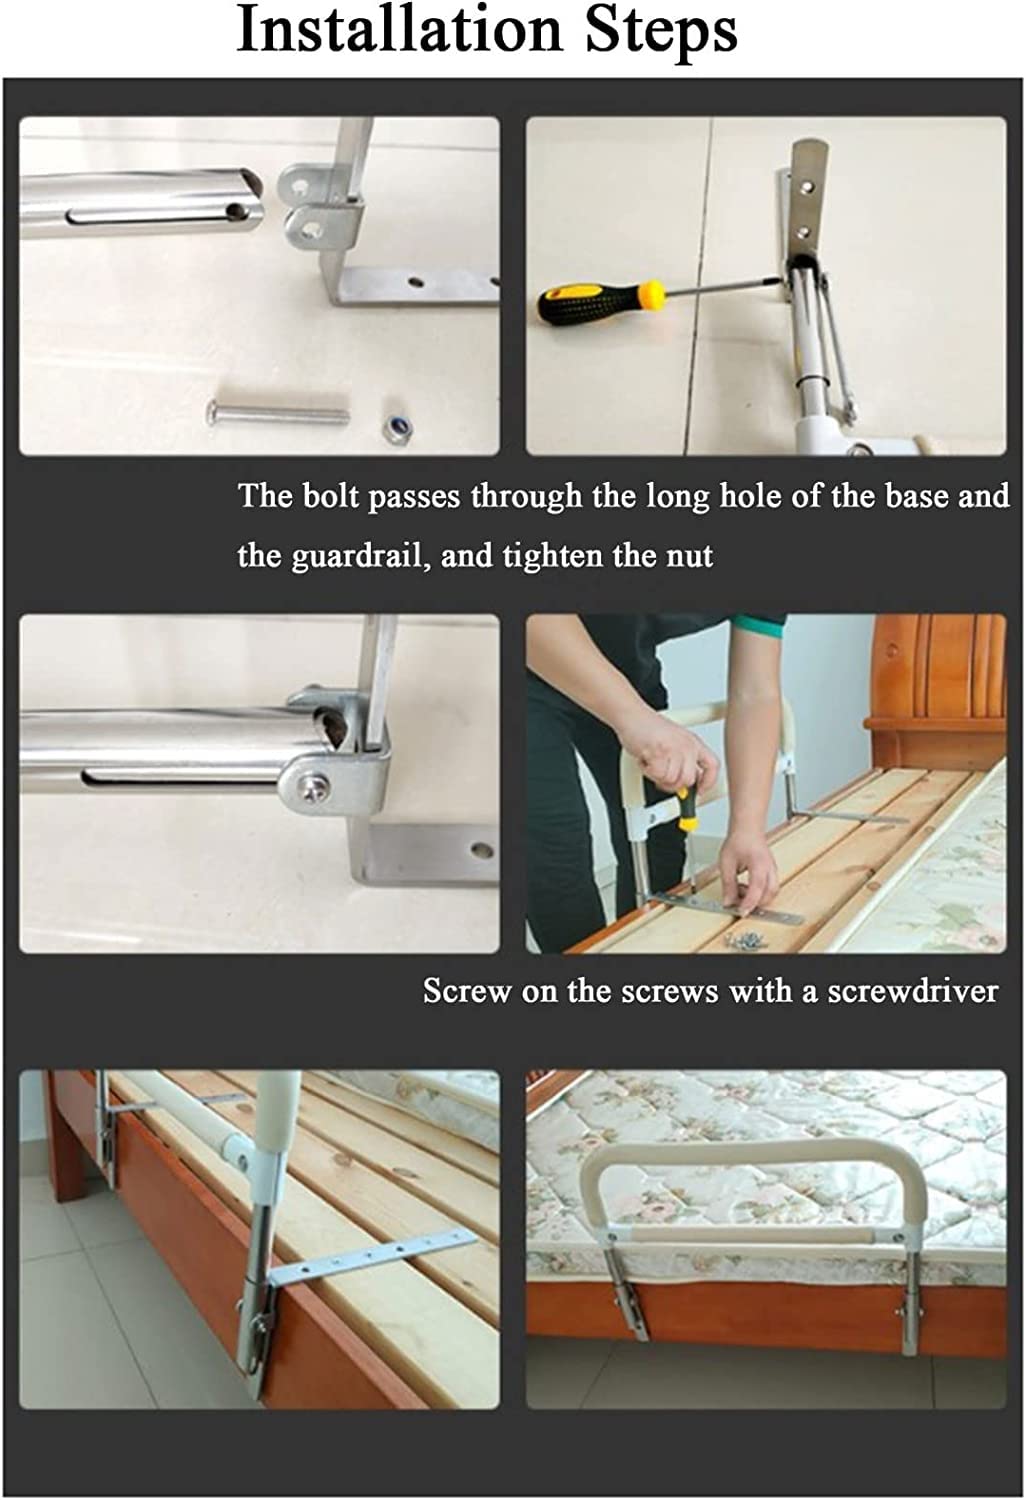 Installation Steps
The bolt passes through the long hole of the base and
the guardrail, and tighten the nut
Screw on the screws with a screwdriver